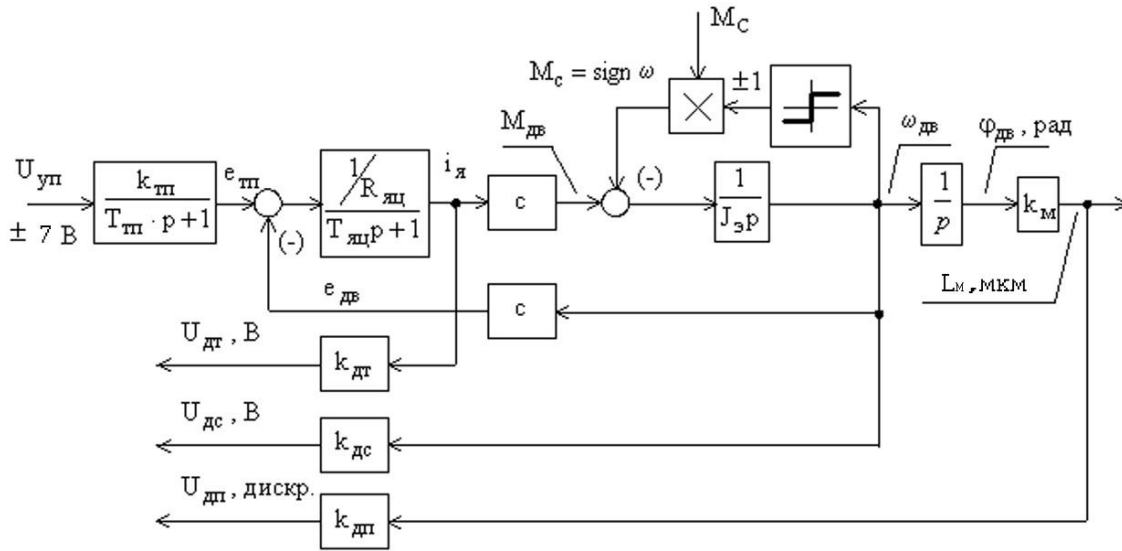 M_C
M_c = sign ω
±1
M_дв
ω_дв
φ_дв , рад
U_уп
± 7 В
k_тп
T_тп · p + 1
e_тп
(-)
1/R_яц
T_яц p + 1
i_я
c
(-)
1
J_э p
1
p
k_м
L_м , мкм
e_дв
c
U_дт , В
k_дт
U_дс , В
k_дс
U_дп , дискр.
k_дп